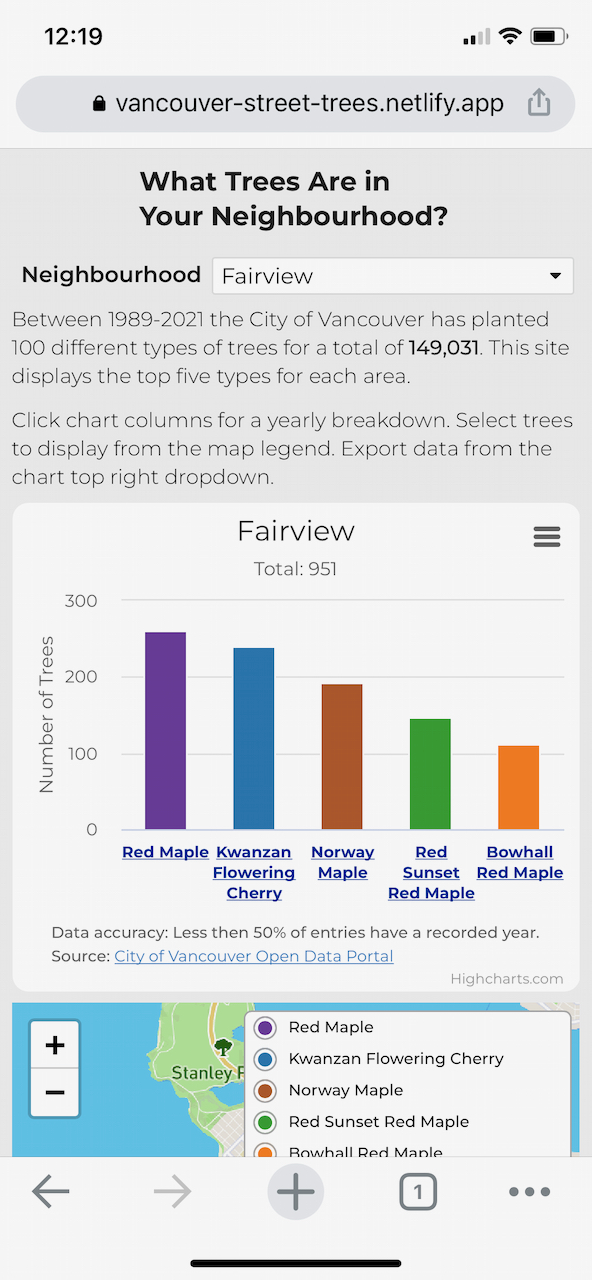 12:19
vancouver-street-trees.netlify.app
What Trees Are in
Your Neighbourhood?
Neighbourhood Fairview
Between 1989-2021 the City of Vancouver has planted
100 different types of trees for a total of 149,031. This site
displays the top five types for each area.
Click chart columns for a yearly breakdown. Select trees
to display from the map legend. Export data from the
chart top right dropdown.
Fairview
Total: 951
Number of Trees
300
200
100
0
Red Maple
Kwanzan
Flowering
Cherry
Norway
Maple
Red
Sunset
Red Maple
Bowhall
Red Maple
Data accuracy: Less then 50% of entries have a recorded year.
Source: City of Vancouver Open Data Portal
Highcharts.com
+
−
Stanley
Red Maple
Kwanzan Flowering Cherry
Norway Maple
Red Sunset Red Maple
Bowhall Red Maple
1